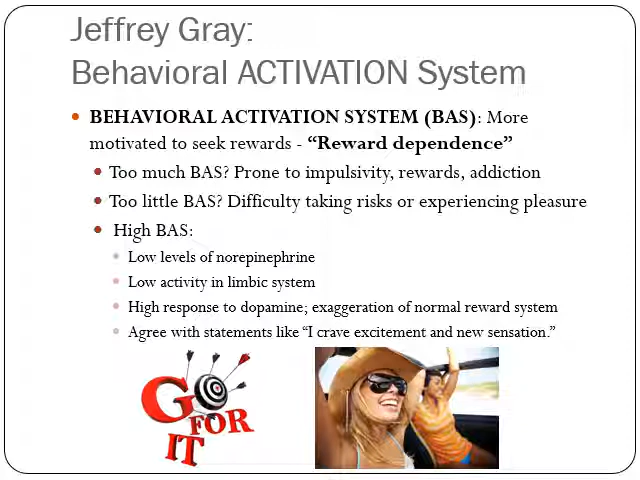 Jeffrey Gray:
Behavioral ACTIVATION System
BEHAVIORAL ACTIVATION SYSTEM (BAS): More
motivated to seek rewards - “Reward dependence”
Too much BAS? Prone to impulsivity, rewards, addiction
Too little BAS? Difficulty taking risks or experiencing pleasure
High BAS:
Low levels of norepinephrine
Low activity in limbic system
High response to dopamine; exaggeration of normal reward system
Agree with statements like “I crave excitement and new sensation.”
GO
FOR
IT